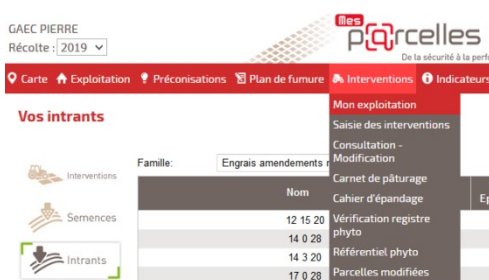 GAEC PIERRE
Récolte : 2019
Mes
p@rcelles
De la sécurité à la perfo
Carte Exploitation Préconisations Plan de fumure Interventions Indicateurs
Vos intrants
Mon exploitation
Saisie des interventions
Consultation -
Modification
Carnet de pâturage
Cahier d'épandage
Vérification registre
phyto
Référentiel phyto
Parcelles modifiées
Interventions
Semences
Intrants
Famille: Engrais amendements
Nom
Ep
12 15 20
14 0 28
14 3 20
17 0 28